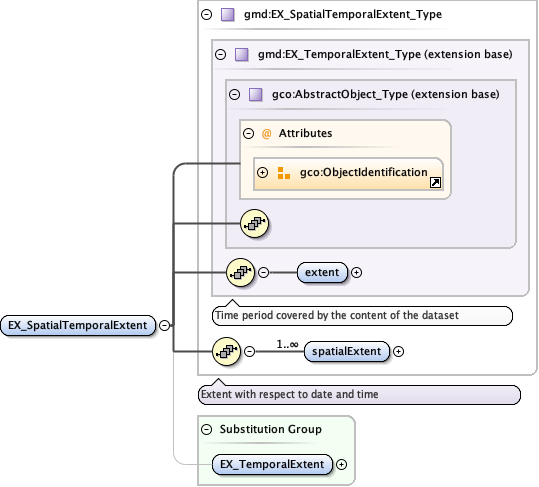 gmd:EX_SpatialTemporalExtent_Type
gmd:EX_TemporalExtent_Type (extension base)
gco:AbstractObject_Type (extension base)
@ Attributes
gco:ObjectIdentification
extent
Time period covered by the content of the dataset
EX_SpatialTemporalExtent
1..∞
spatialExtent
Extent with respect to date and time
Substitution Group
EX_TemporalExtent